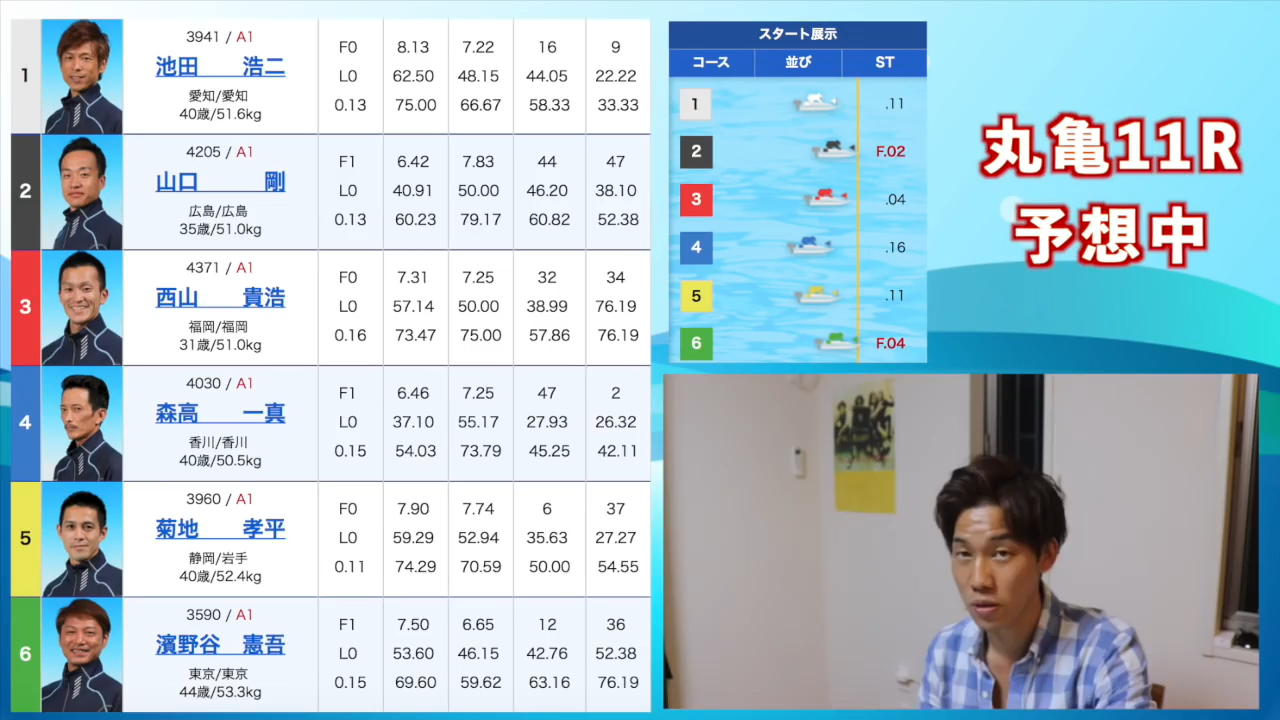 1
3941 / A1
池田 浩二
愛知/愛知
40歳/51.6kg
F0 8.13 7.22 16 9
L0 62.50 48.15 44.05 22.22
0.13 75.00 66.67 58.33 33.33
2
4205 / A1
山口 剛
広島/広島
35歳/51.0kg
F1 6.42 7.83 44 47
L0 40.91 50.00 46.20 38.10
0.13 60.23 79.17 60.82 52.38
3
4371 / A1
西山 貴浩
福岡/福岡
31歳/51.0kg
F0 7.31 7.25 32 34
L0 57.14 50.00 38.99 76.19
0.16 73.47 75.00 57.86 76.19
4
4030 / A1
森高 一真
香川/香川
40歳/50.5kg
F1 6.46 7.25 47 2
L0 37.10 55.17 27.93 26.32
0.15 54.03 73.79 45.25 42.11
5
3960 / A1
菊地 孝平
静岡/岩手
40歳/52.4kg
F0 7.90 7.74 6 37
L0 59.29 52.94 35.63 27.27
0.11 74.29 70.59 50.00 54.55
6
3590 / A1
濱野谷 憲吾
東京/東京
44歳/53.3kg
F1 7.50 6.65 12 36
L0 53.60 46.15 42.76 52.38
0.15 69.60 59.62 63.16 76.19
スタート展示
コース 並び ST
1 .11
2 F.02
3 .04
4 .16
5 .11
6 F.04
丸亀11R
予想中